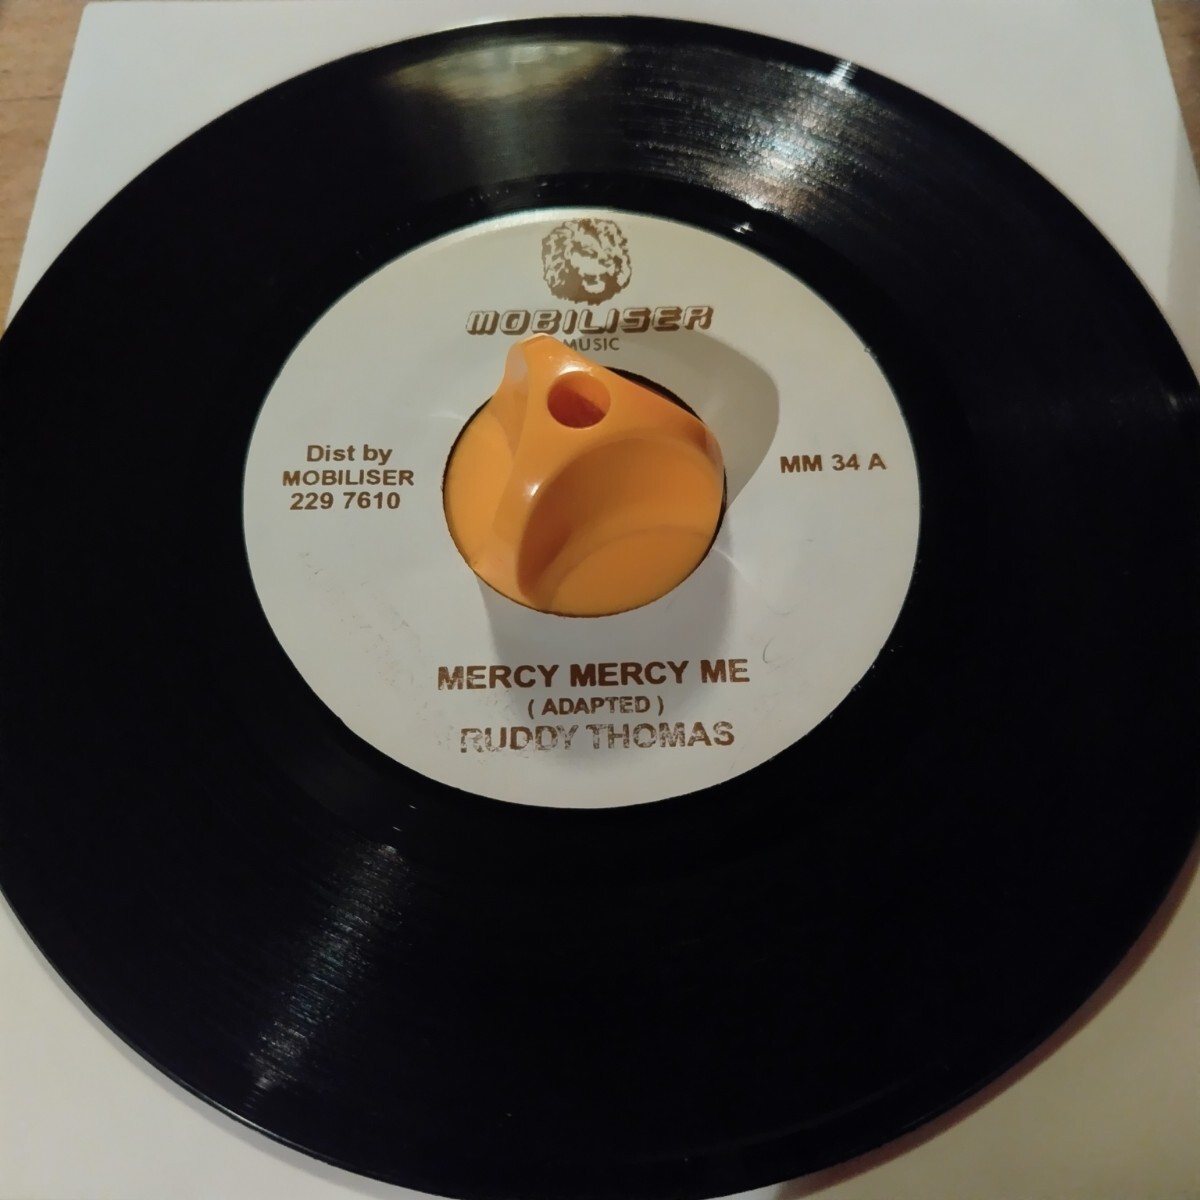 MOBILISER
MUSIC
Dist by
MOBILISER
229 7610
MM 34 A
MERCY MERCY ME
( ADAPTED )
RUDDY THOMAS